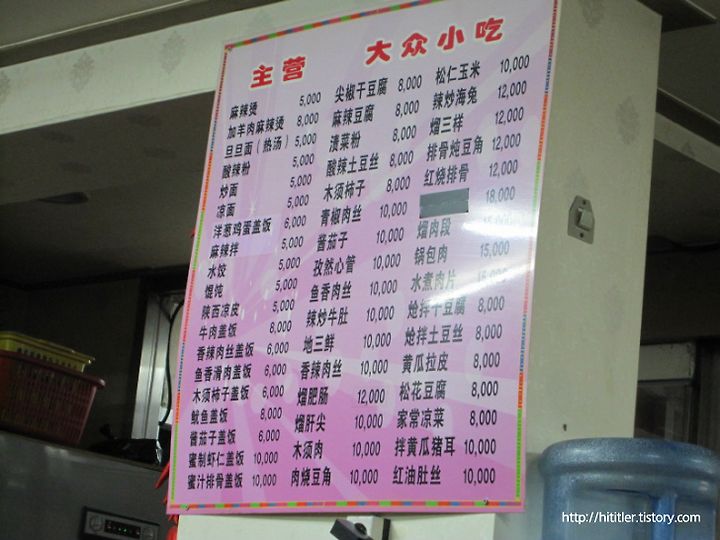 主营 大众小吃
麻辣烫 5,000
加羊肉麻辣烫 8,000
旦旦面（热汤） 5,000
酸辣粉 5,000
炒面 5,000
凉面 5,000
洋葱鸡蛋盖饭 6,000
麻辣拌 5,000
水饺 5,000
馄饨 5,000
陕西凉皮 5,000
牛肉盖饭 8,000
香辣肉丝盖饭 6,000
鱼香滑肉盖饭 6,000
木须柿子盖饭 6,000
鱿鱼盖饭 8,000
酱茄子盖饭 6,000
蜜制虾仁盖饭 10,000
蜜汁排骨盖饭 10,000
尖椒干豆腐 8,000
麻辣豆腐 8,000
渍菜粉 8,000
酸辣土豆丝 8,000
木须柿子 8,000
青椒肉丝 10,000
酱茄子 10,000
孜然心管 10,000
鱼香肉丝 10,000
辣炒牛肚 10,000
地三鲜 10,000
香辣肉丝 10,000
熘肥肠 12,000
熘肝尖 10,000
木须肉 10,000
肉烧豆角 10,000
松仁玉米 10,000
辣炒海兔 12,000
熘三样 12,000
排骨炖豆角 12,000
红烧排骨 12,000
18,000
熘肉段
锅包肉 15,000
水煮肉片 15,000
炝拌干豆腐 8,000
炝拌土豆丝 8,000
黄瓜拉皮 8,000
松花豆腐 8,000
家常凉菜 8,000
拌黄瓜猪耳 10,000
红油肚丝 10,000
http://hititler.tistory.com